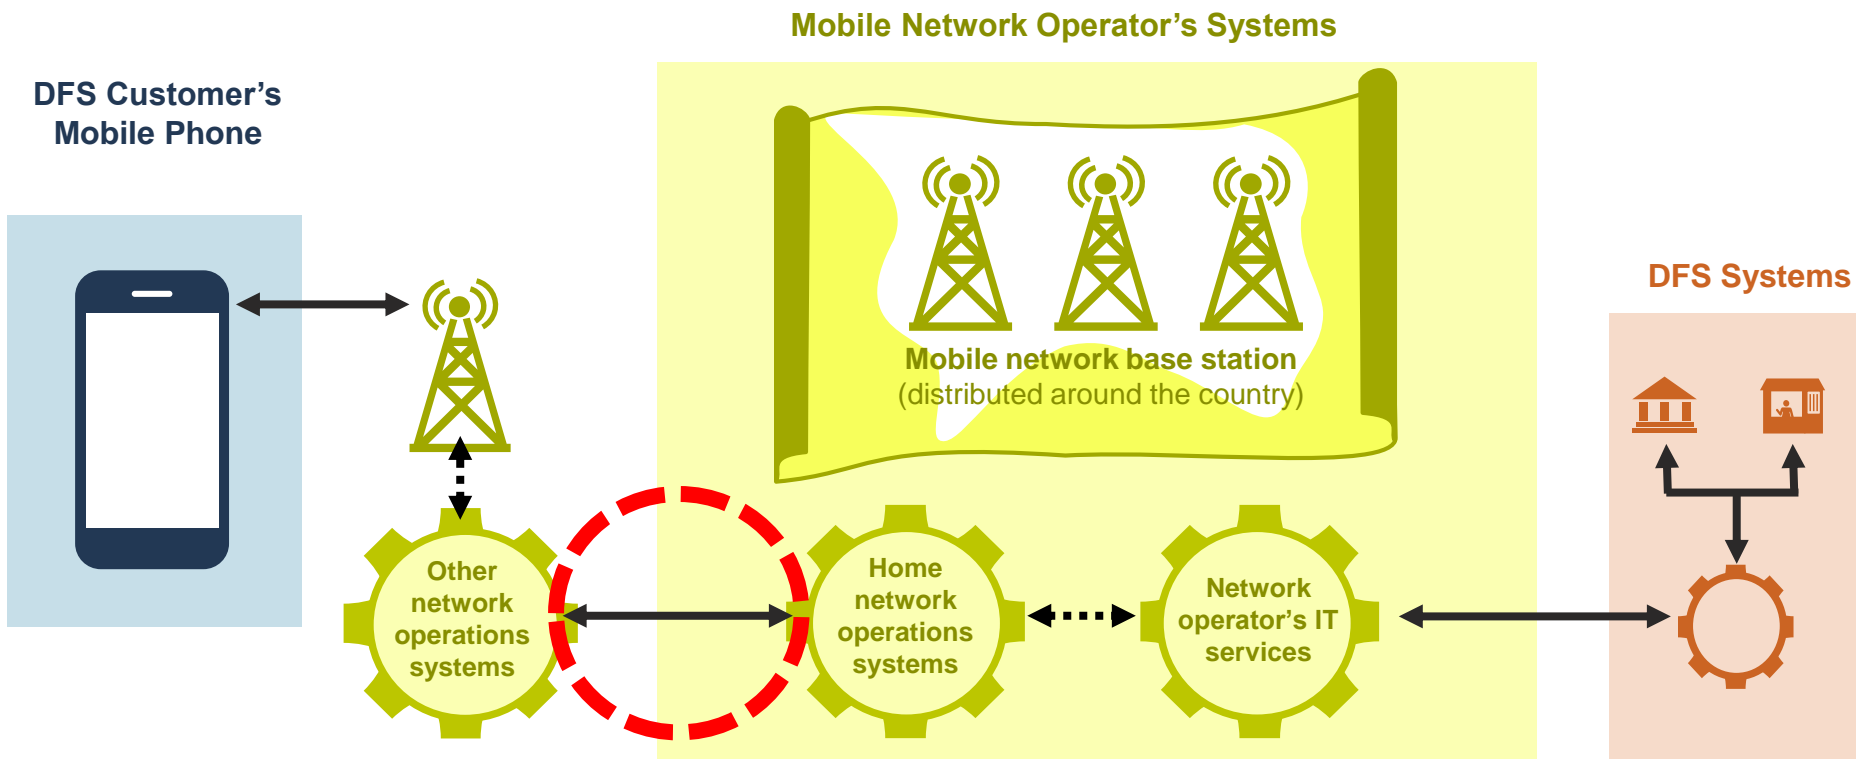 Mobile Network Operator’s Systems
DFS Customer’s
Mobile Phone
DFS Systems
Mobile network base station
(distributed around the country)
Other
network
operations
systems
Home
network
operations
systems
Network
operator’s IT
services